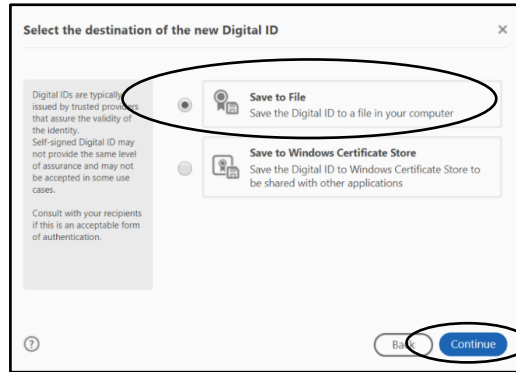 Select the destination of the new Digital ID
Digital IDs are typically
issued by trusted providers
that assure the validity of
the identity.
Self-signed Digital ID may
not provide the same level
of assurance and may not
be accepted in some use
cases.
Consult with your recipients
if this is an acceptable form
of authentication.
Save to File
Save the Digital ID to a file in your computer
Save to Windows Certificate Store
Save the Digital ID to Windows Certificate Store to
be shared with other applications
Back
Continue